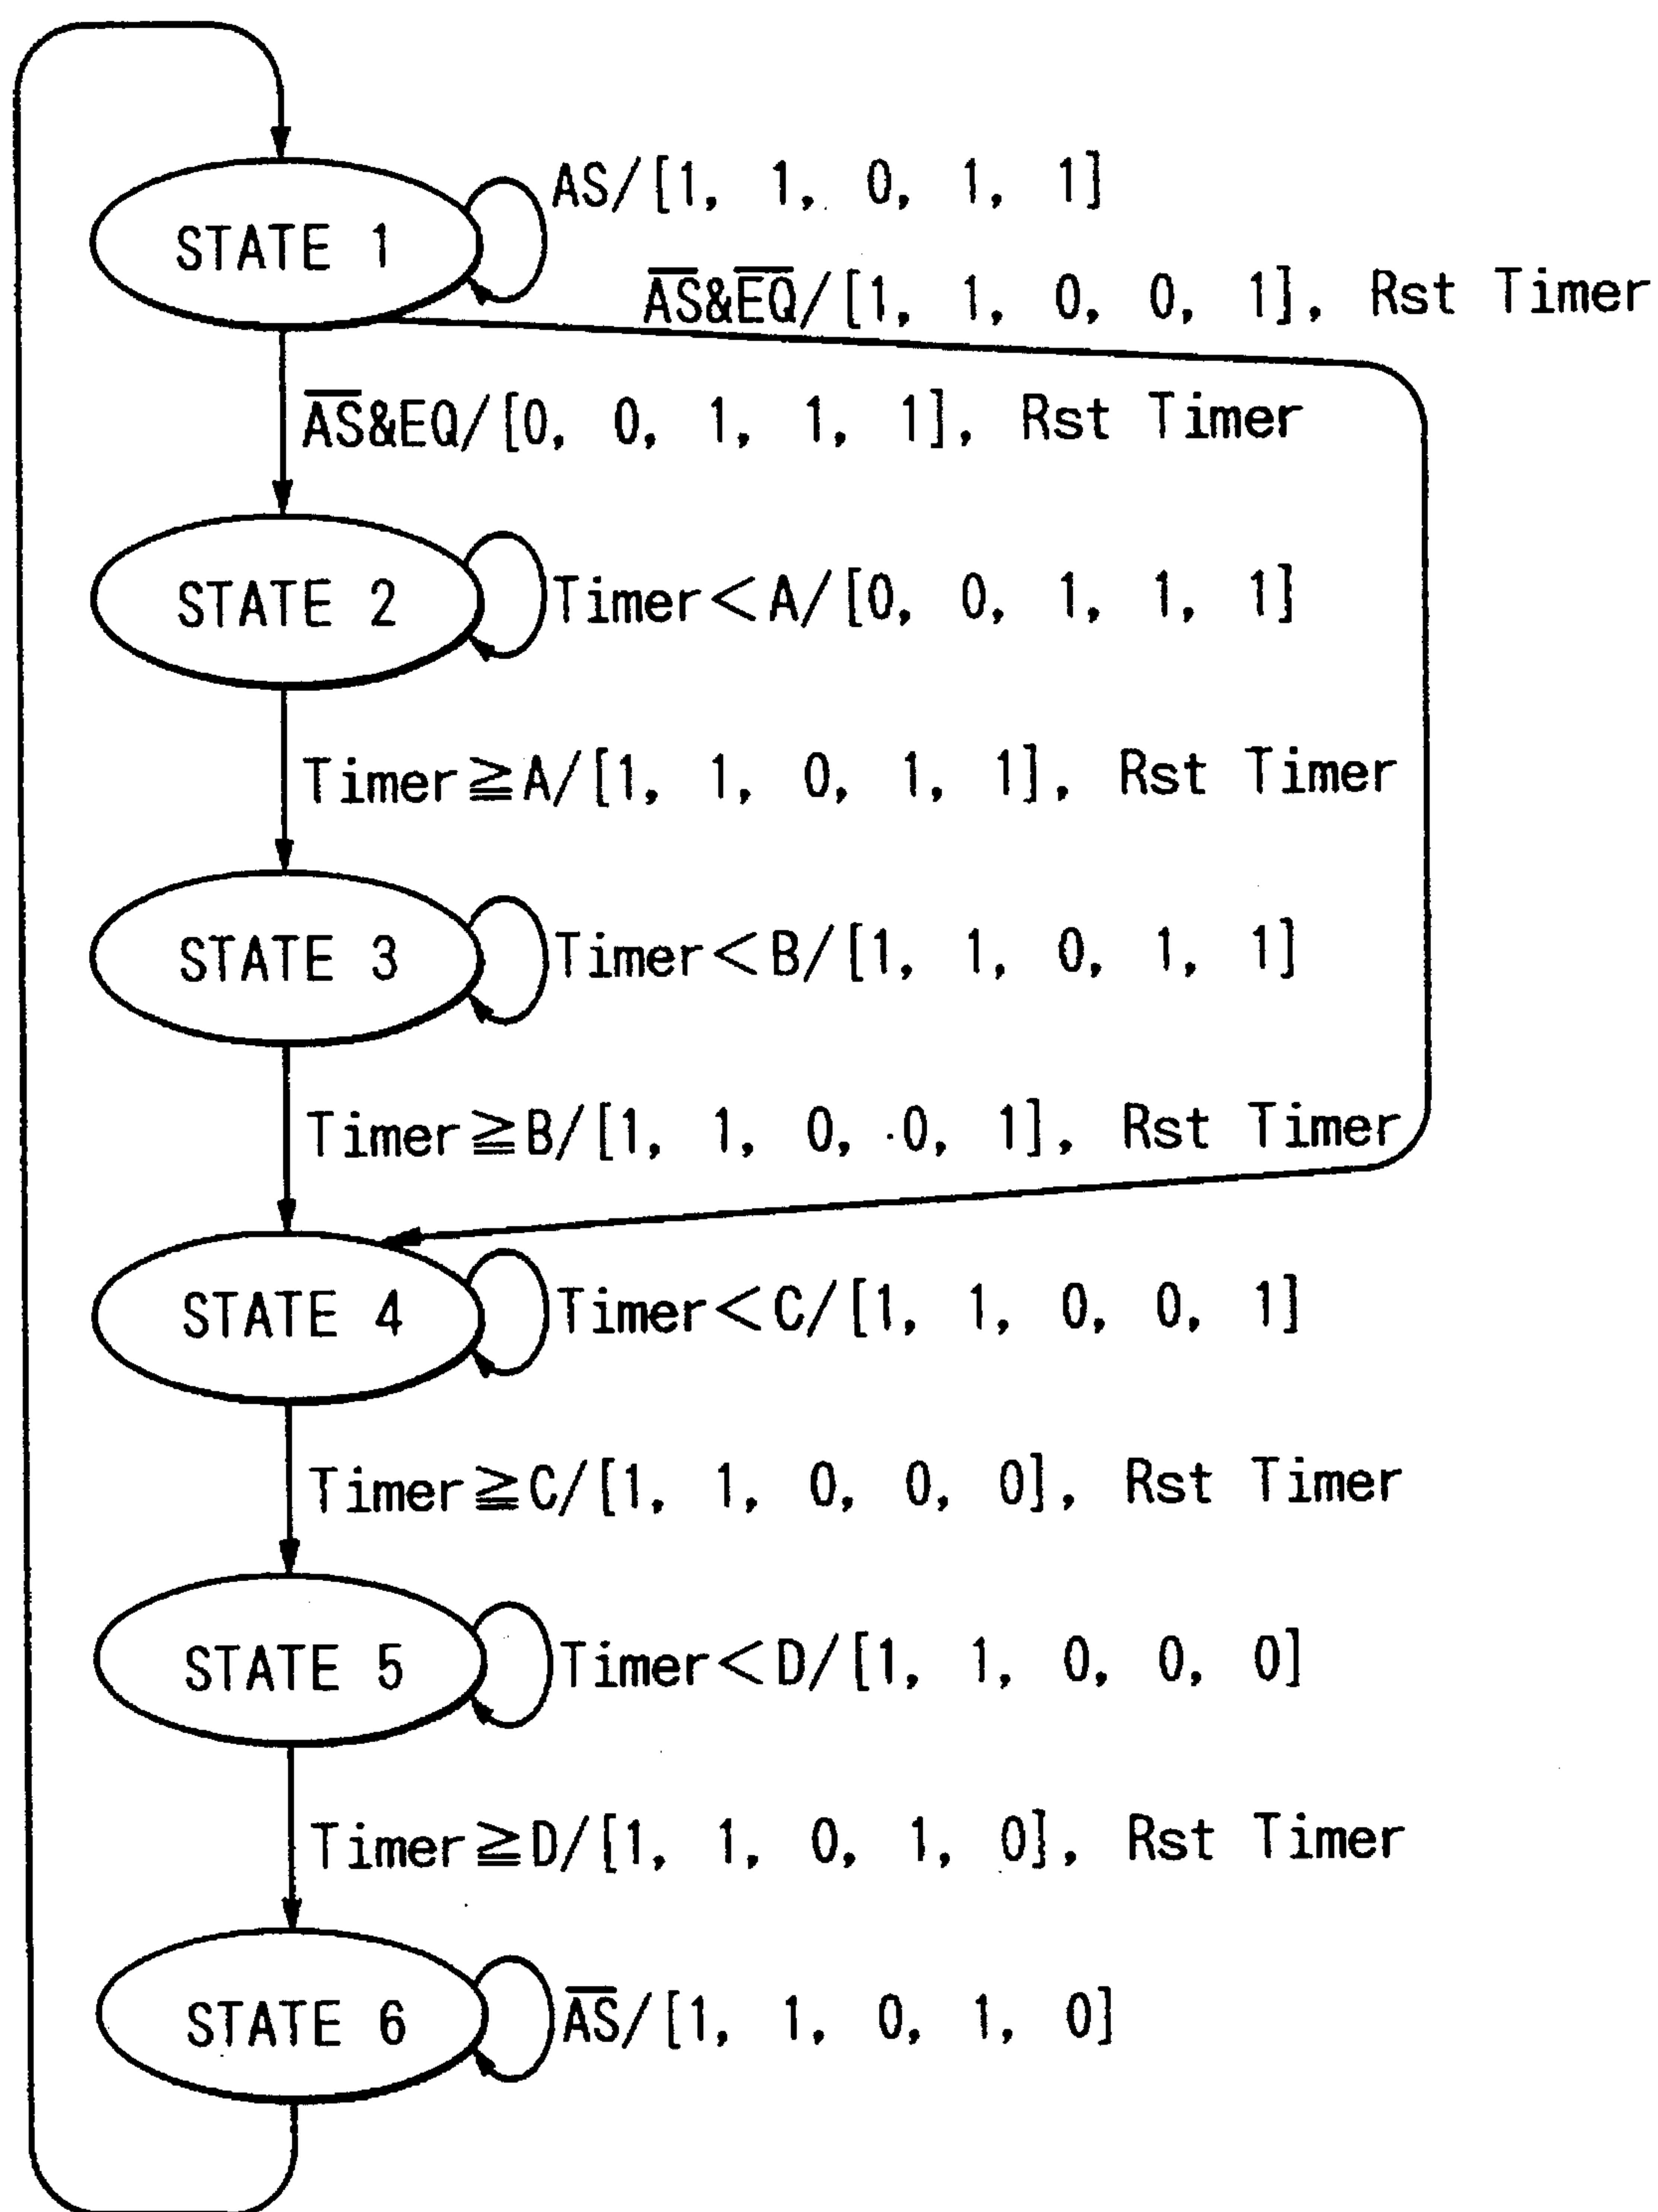 AS/[1, 1, 0, 1, 1]
STATE 1
A̅S̅&E̅Q̅/[1, 1, 0, 0, 1], Rst Timer
A̅S̅&EQ/[0, 0, 1, 1, 1], Rst Timer
STATE 2
Timer<A/[0, 0, 1, 1, 1]
Timer≧A/[1, 1, 0, 1, 1], Rst Timer
STATE 3
Timer<B/[1, 1, 0, 1, 1]
Timer≧B/[1, 1, 0, 0, 1], Rst Timer
STATE 4
Timer<C/[1, 1, 0, 0, 1]
Timer≧C/[1, 1, 0, 0, 0], Rst Timer
STATE 5
Timer<D/[1, 1, 0, 0, 0]
Timer≧D/[1, 1, 0, 1, 0], Rst Timer
STATE 6
A̅S̅/[1, 1, 0, 1, 0]